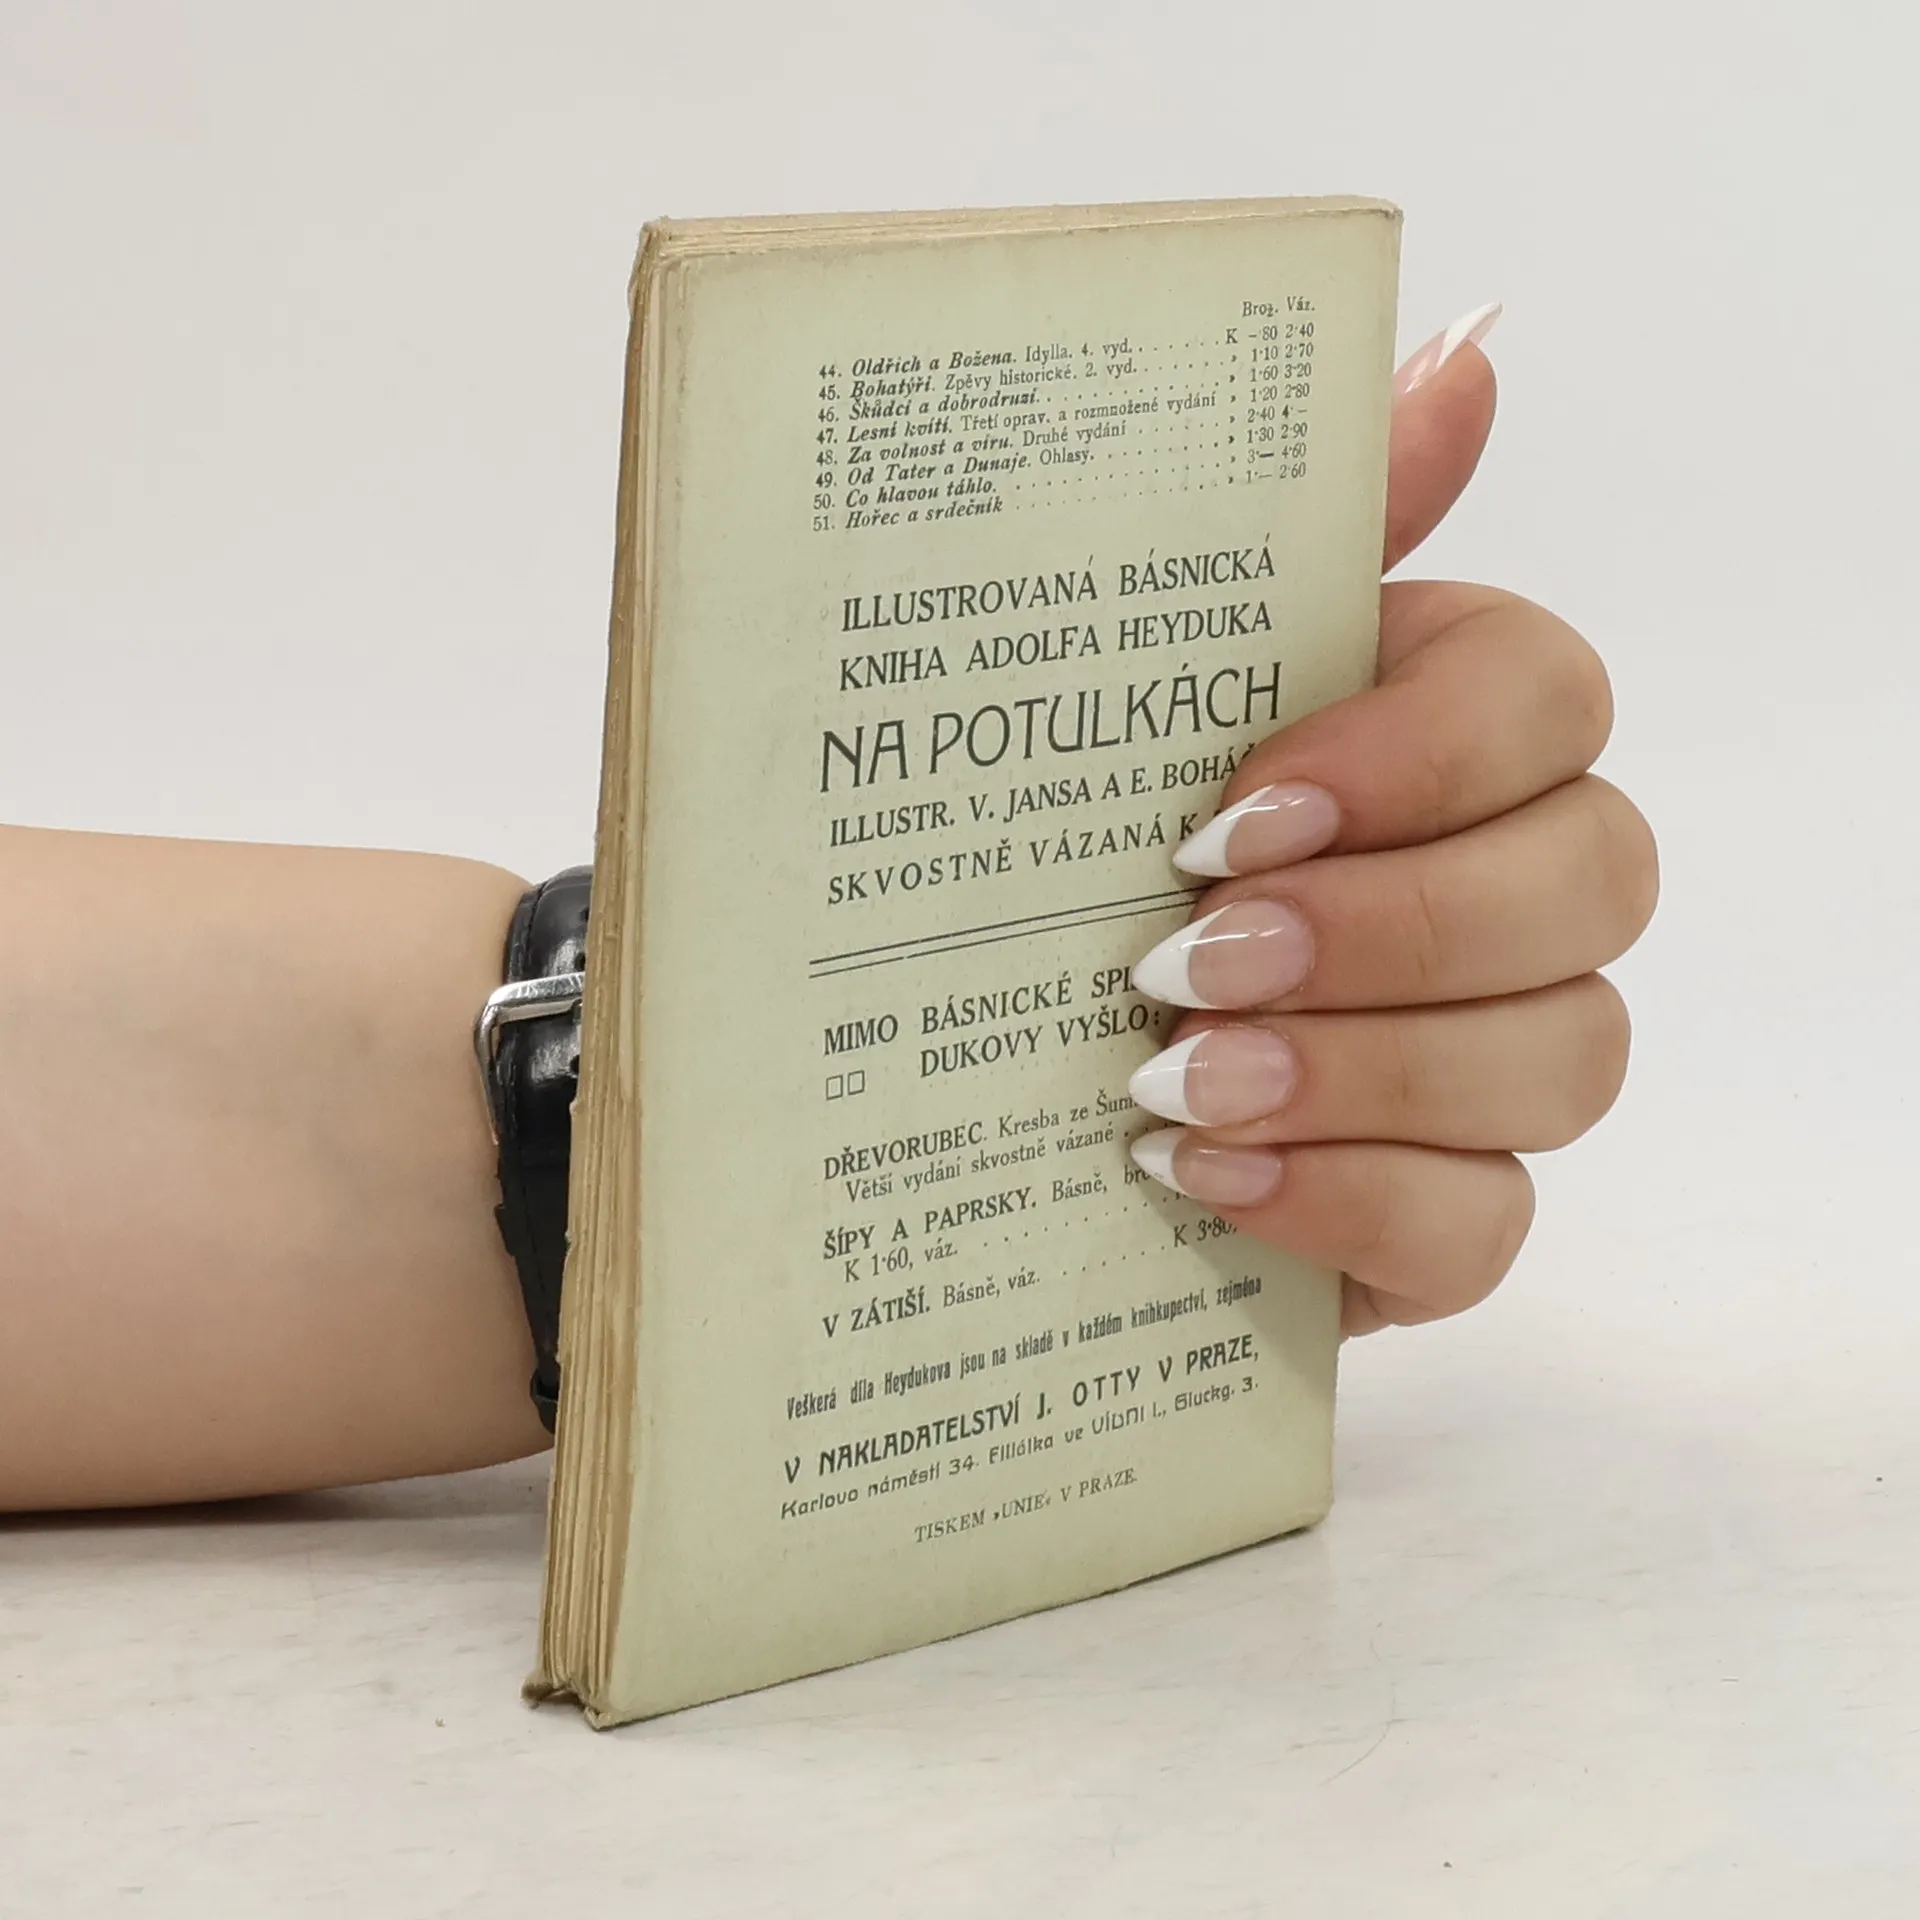 Brož. Váz.
44. Oldřich a Božena. Idylla. 4. vyd. . . . . . . K –·80 2·40
45. Bohatýři. Zpěvy historické. 2. vyd. . . . . . . » 1·10 2·70
46. Škůdci a dobrodruzi. . . . . . . . . . . » 1·60 3·20
47. Lesní kvítí. Třetí oprav. a rozmnožené vydání » 1·20 2·80
48. Za volnost a víru. Druhé vydání . . . . . . » 2·40 4·–
49. Od Tater a Dunaje. Ohlasy. . . . . . . . . » 1·30 2·90
50. Co hlavou táhlo. . . . . . . . . . . . . » 3·— 4·60
51. Hořec a srdečník . . . . . . . . . . . . » 1·— 2·60
ILLUSTROVANÁ BÁSNICKÁ
KNIHA ADOLFA HEYDUKA
NA POTULKÁCH
ILLUSTR. V. JANSA A E.
SKVOSTNĚ VÁZANÁ K
MIMO BÁSNICKÉ
DUKOVY VYŠLO:
DŘEVORUBEC. Kresba ze
Větší vydání skvostně vázané . .
ŠÍPY A PAPRSKY. Básně,
K 1·60, váz. . . . . . . . .
V ZÁTIŠÍ. Básně, váz. . . . . . . K 3·80
Veškerá díla Heydukova jsou na skladě v každém knihkupectví, zejména
V NAKLADATELSTVÍ J. OTTY V PRAZE,
Karlovo náměstí 34. Filiálka ve VÍDNI I., Gluckg. 3.
TISKEM »UNIE« V PRAZE.